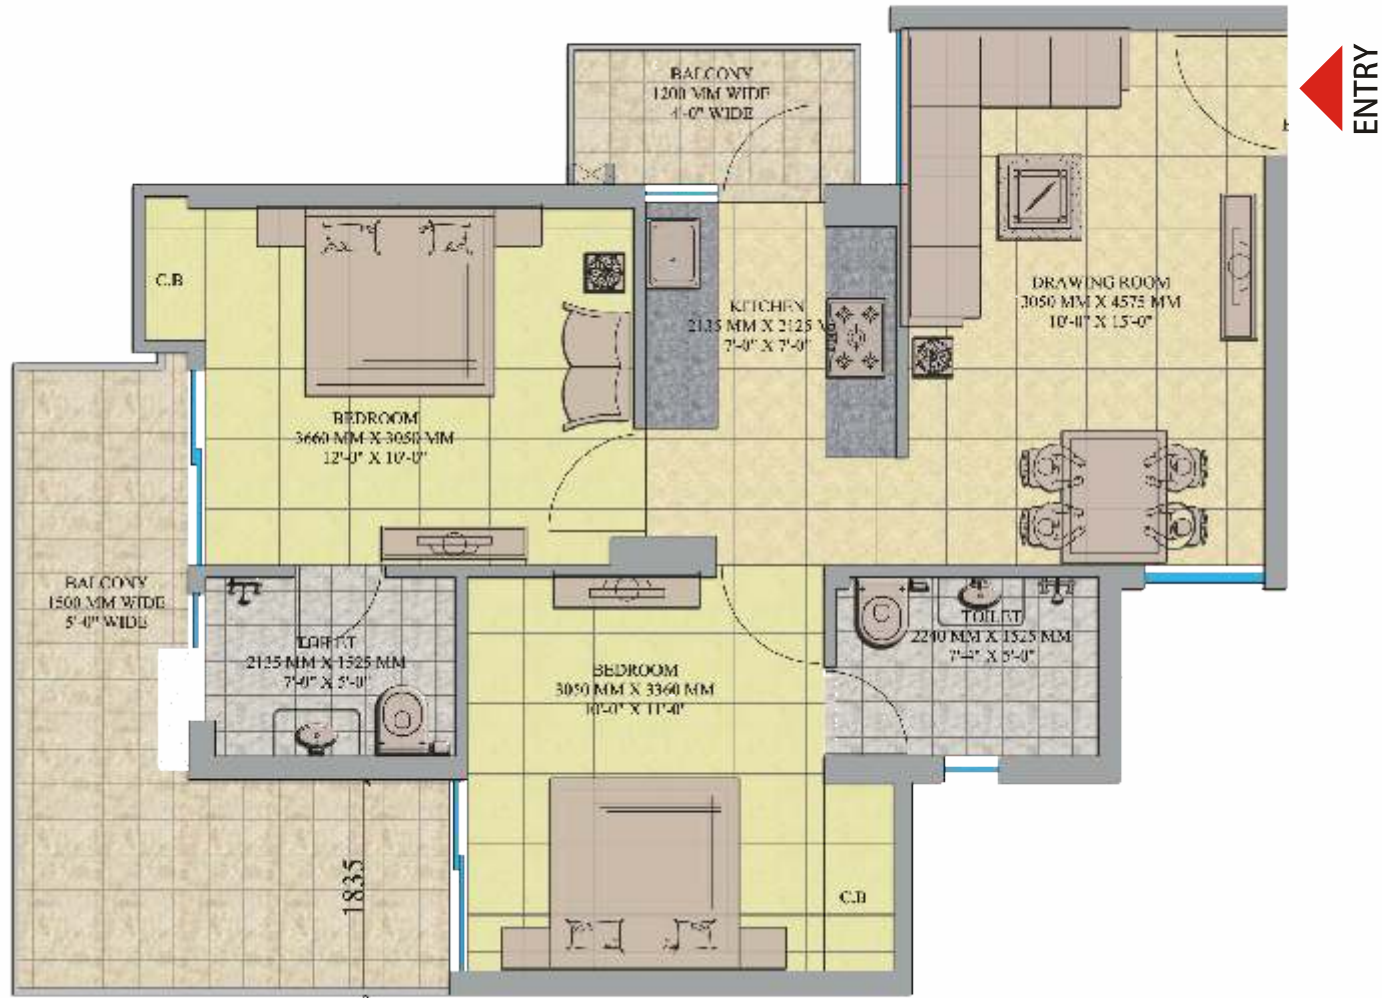 ENTRY
BALCONY
1200 MM WIDE
4'-0" WIDE
C.B
DRAWING ROOM
3050 MM X 4575 MM
10'-0" X 15'-0"
KITCHEN
2135 MM X 2125
7'-0" X 7'-0"
BEDROOM
3660 MM X 3050 MM
12'-0" X 10'-0"
BALCONY
1500 MM WIDE
5'-0" WIDE
TOILET
2135 MM X 1525 MM
7'-0" X 5'-0"
TOILET
2240 MM X 1525 MM
7'-4" X 5'-0"
BEDROOM
3050 MM X 3360 MM
10'-0" X 11'-0"
1835
C.B